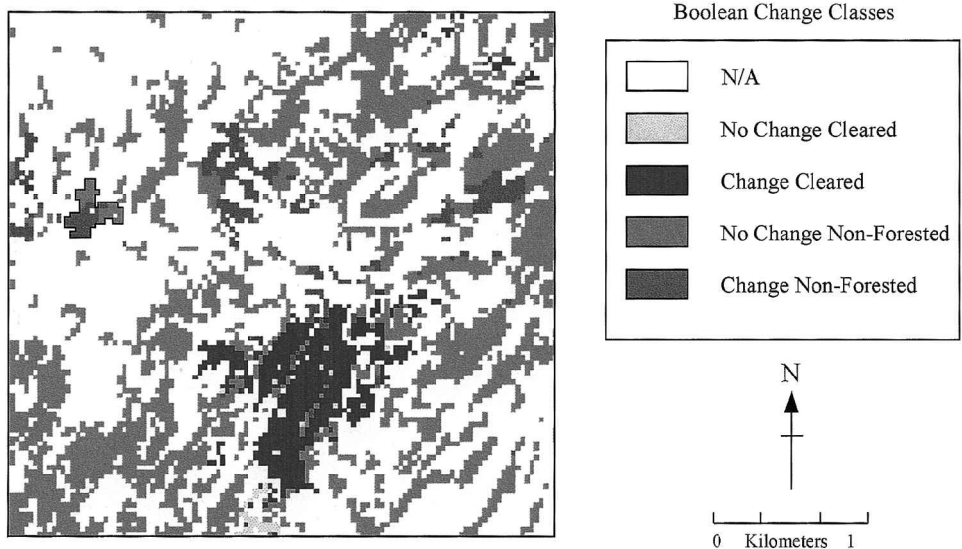 Boolean Change Classes
N/A
No Change Cleared
Change Cleared
No Change Non-Forested
Change Non-Forested
N
0 Kilometers 1